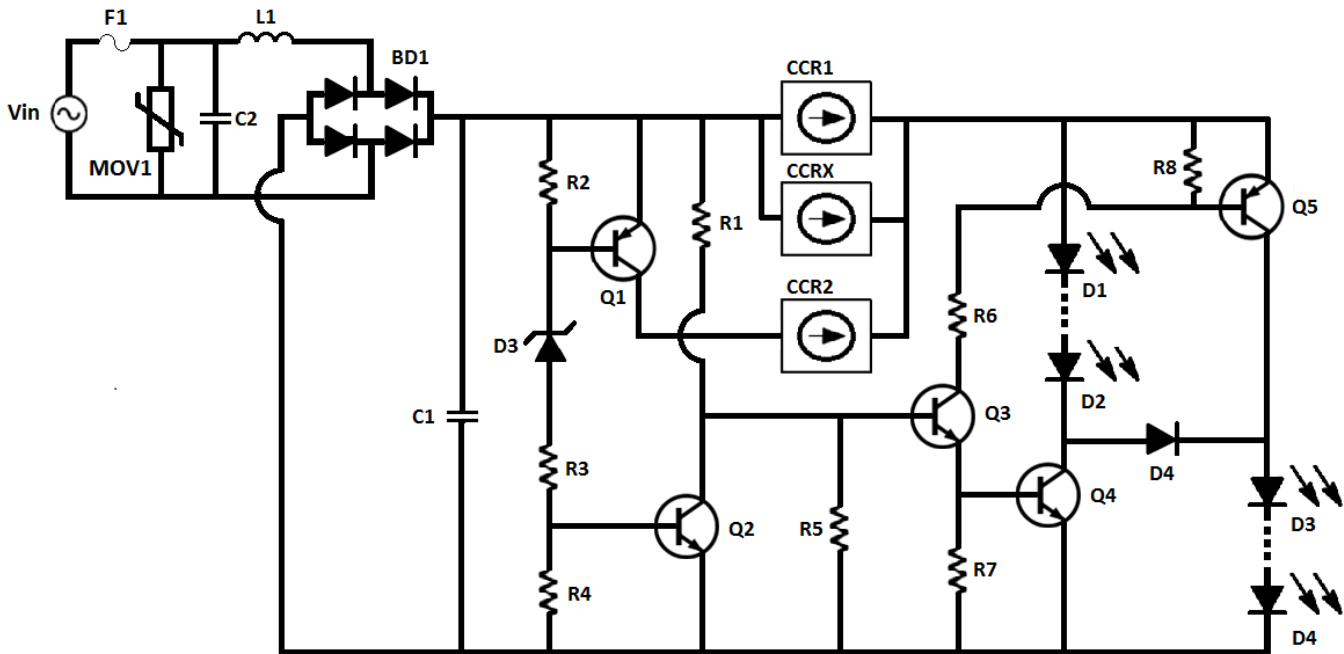 F1
L1
BD1
Vin
MOV1
C2
CCR1
CCRX
CCR2
R2
R1
R8
Q5
Q1
D1
R6
D3
D2
C1
Q3
R3
D4
Q4
Q2
R5
D3
R7
R4
D4